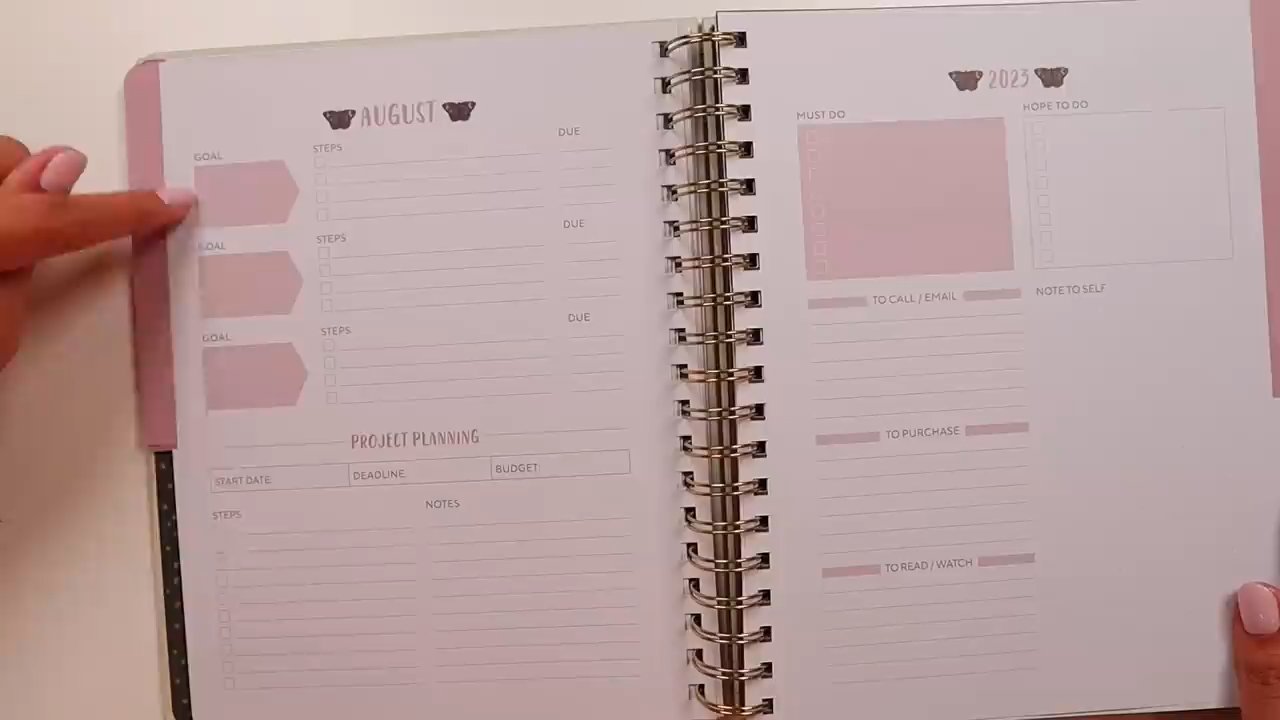 AUGUST
GOAL
STEPS
DUE
GOAL
STEPS
DUE
GOAL
STEPS
DUE
PROJECT PLANNING
START DATE:
DEADLINE:
BUDGET:
STEPS
NOTES
2023
MUST DO
HOPE TO DO
TO CALL / EMAIL
NOTE TO SELF
TO PURCHASE
TO READ / WATCH